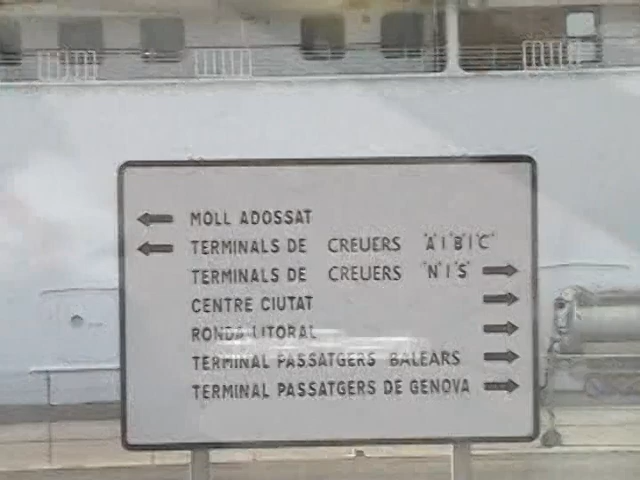 MOLL ADOSSAT
TERMINALS DE CREUERS "A" I "B" I "C"
TERMINALS DE CREUERS "N" I "S"
CENTRE CIUTAT
RONDA LITORAL
TERMINAL PASSATGERS BALEARS
TERMINAL PASSATGERS DE GENOVA